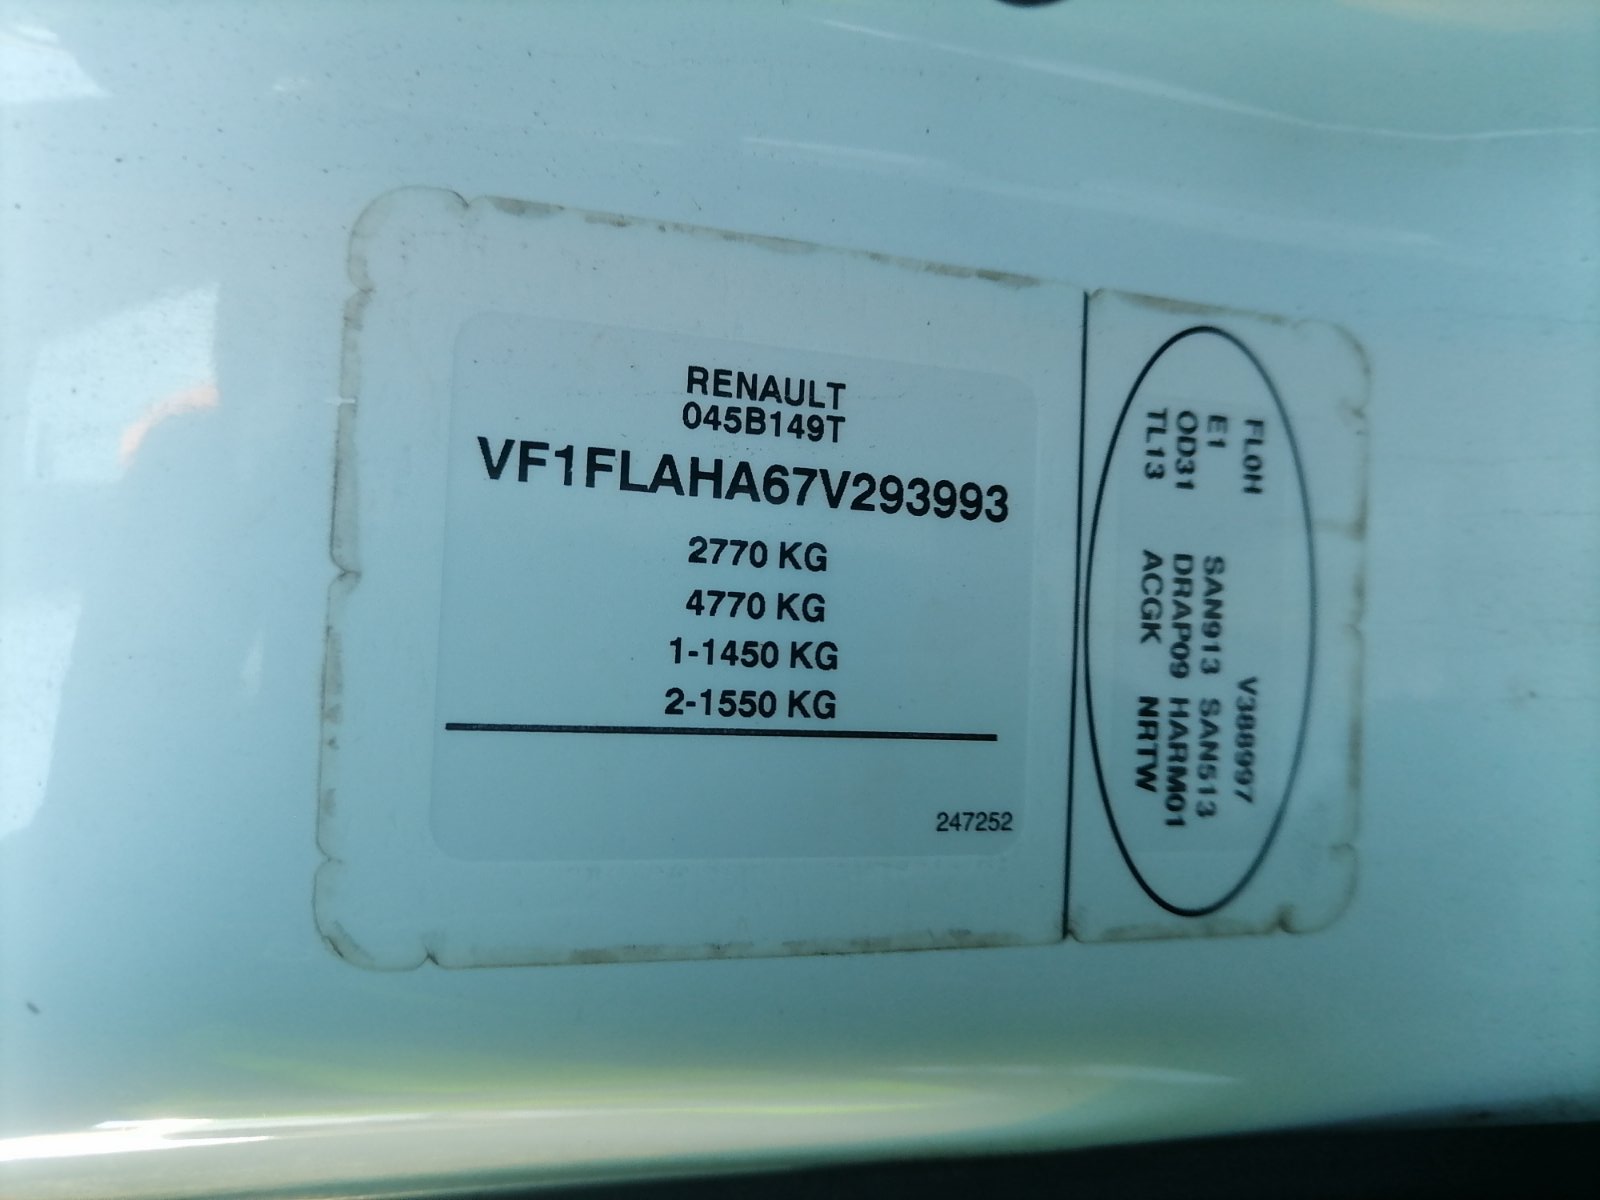 RENAULT
045B149T
VF1FLAHA67V293993
2770 KG
4770 KG
1-1450 KG
2-1550 KG
247252
FL0H V388997
E1 SAN913 SAN513
OD31 DRAP09 HARM01
TL13 ACGK NRTW